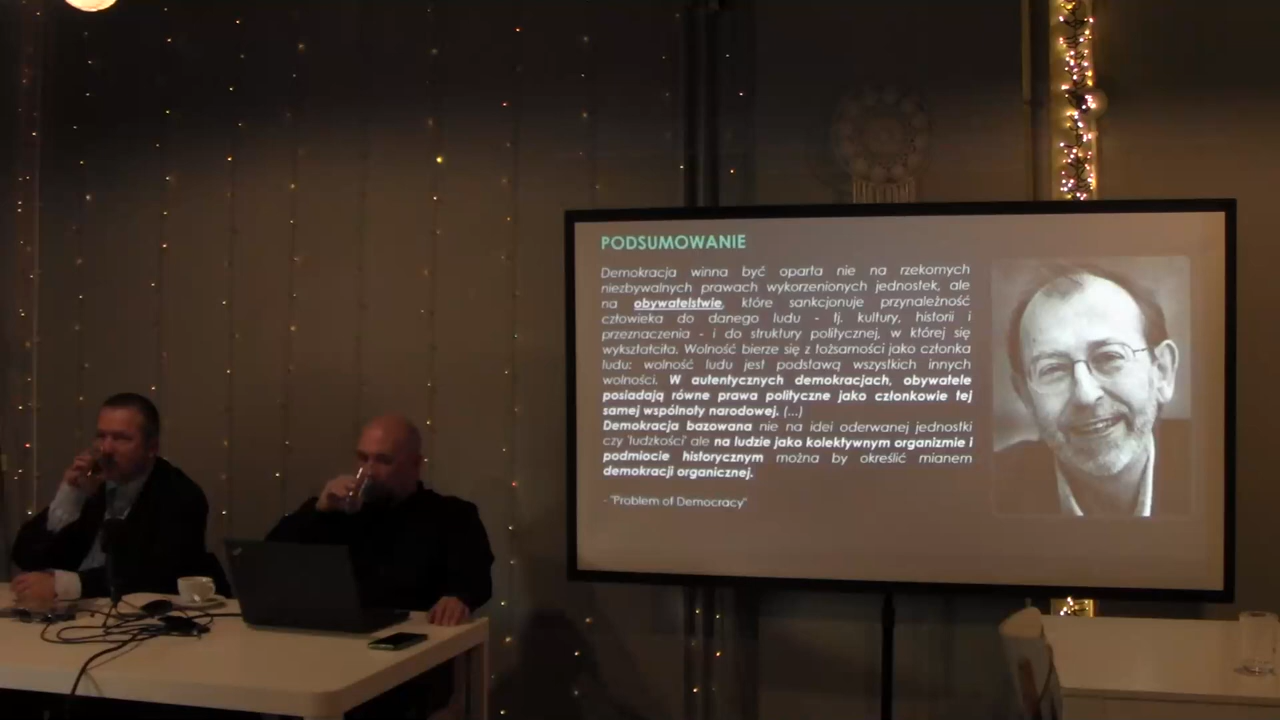 PODSUMOWANIE
Demokracja winna być oparta nie na rzekomych
niezbywalnych prawach wykorzenionych jednostek, ale
na obywatelstwie, które sankcjonuje przynależność
człowieka do danego ludu - tj. kultury, historii i
przeznaczenia - i do struktury politycznej, w której się
wykształciła. Wolność bierze się z tożsamości jako członka
ludu: wolność ludu jest podstawą wszystkich innych
wolności. W autentycznych demokracjach, obywatele
posiadają równe prawa polityczne jako członkowie tej
samej wspólnoty narodowej. (...)
Demokracja bazowana nie na idei oderwanej jednostki
czy 'ludzkości' ale na ludzie jako kolektywnym organizmie i
podmiocie historycznym można by określić mianem
demokracji organicznej.
- "Problem of Democracy"